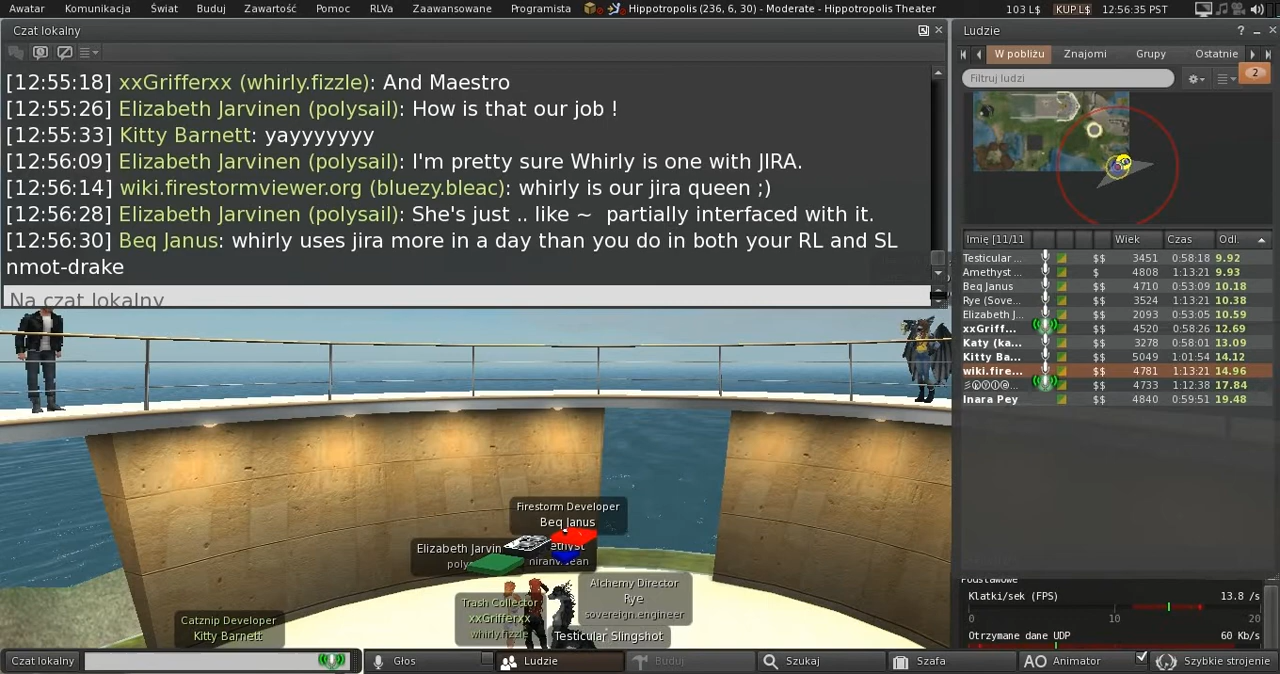 Awatar Komunikacja Świat Buduj Zawartość Pomoc RLVa Zaawansowane Programista Hippotropolis (236, 6, 30) - Moderate - Hippotropolis Theater 103 L$ KUP L$ 12:56:35 PST
Czat lokalny
[12:55:18] xxGrifferxx (whirly.fizzle): And Maestro
[12:55:26] Elizabeth Jarvinen (polysail): How is that our job !
[12:55:33] Kitty Barnett: yayyyyyyy
[12:56:09] Elizabeth Jarvinen (polysail): I'm pretty sure Whirly is one with JIRA.
[12:56:14] wiki.firestormviewer.org (bluezy.bleac): whirly is our jira queen ;)
[12:56:28] Elizabeth Jarvinen (polysail): She's just .. like ~  partially interfaced with it.
[12:56:30] Beq Janus: whirly uses jira more in a day than you do in both your RL and SL
nmot-drake
Na czat lokalny
Ludzie
W pobliżu Znajomi Grupy Ostatnie
Filtruj ludzi
2
Imię [11/11 Wiek Czas Odl.
Testicular ... $$ 3451 0:58:18 9.92
Amethyst ... $ 4808 1:13:21 9.93
Beq Janus $$ 4710 0:53:09 10.18
Rye (Sove... $$ 3524 1:13:21 10.38
Elizabeth J... $$ 2093 0:53:05 10.59
xxGriff... $$ 4520 0:58:26 12.69
Katy (ka... $$ 3278 0:58:01 13.09
Kitty Ba... $$ 5049 1:01:54 14.12
wiki.fire... $$ 4781 1:13:21 14.96
$$ 4733 1:12:38 17.84
Inara Pey $$ 4840 0:59:51 19.48
Podstawowe
Klatki/sek (FPS) 13.8 /s
0 10 20
Otrzymane dane UDP 60 Kb/s
Firestorm Developer
Beq Janus
Elizabeth Jarvin
polys
Alchemy Director
Rye
sovereign.engineer
Trash Collector
xxGrifferxx
whirly.fizzle
Testicular Slingshot
Catznip Developer
Kitty Barnett
Czat lokalny Głos Ludzie Buduj Szukaj Szafa AO Animator Szybkie strojenie